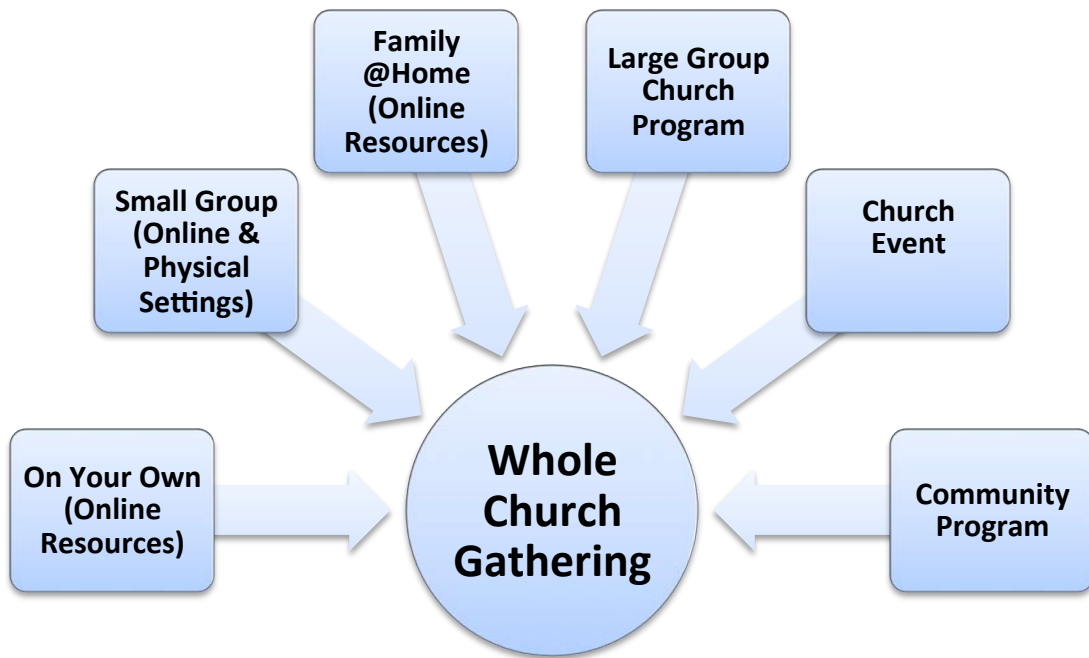 Family
@Home
(Online
Resources)
Large Group
Church
Program
Small Group
(Online &
Physical
Settings)
Church
Event
On Your Own
(Online
Resources)
Whole
Church
Gathering
Community
Program